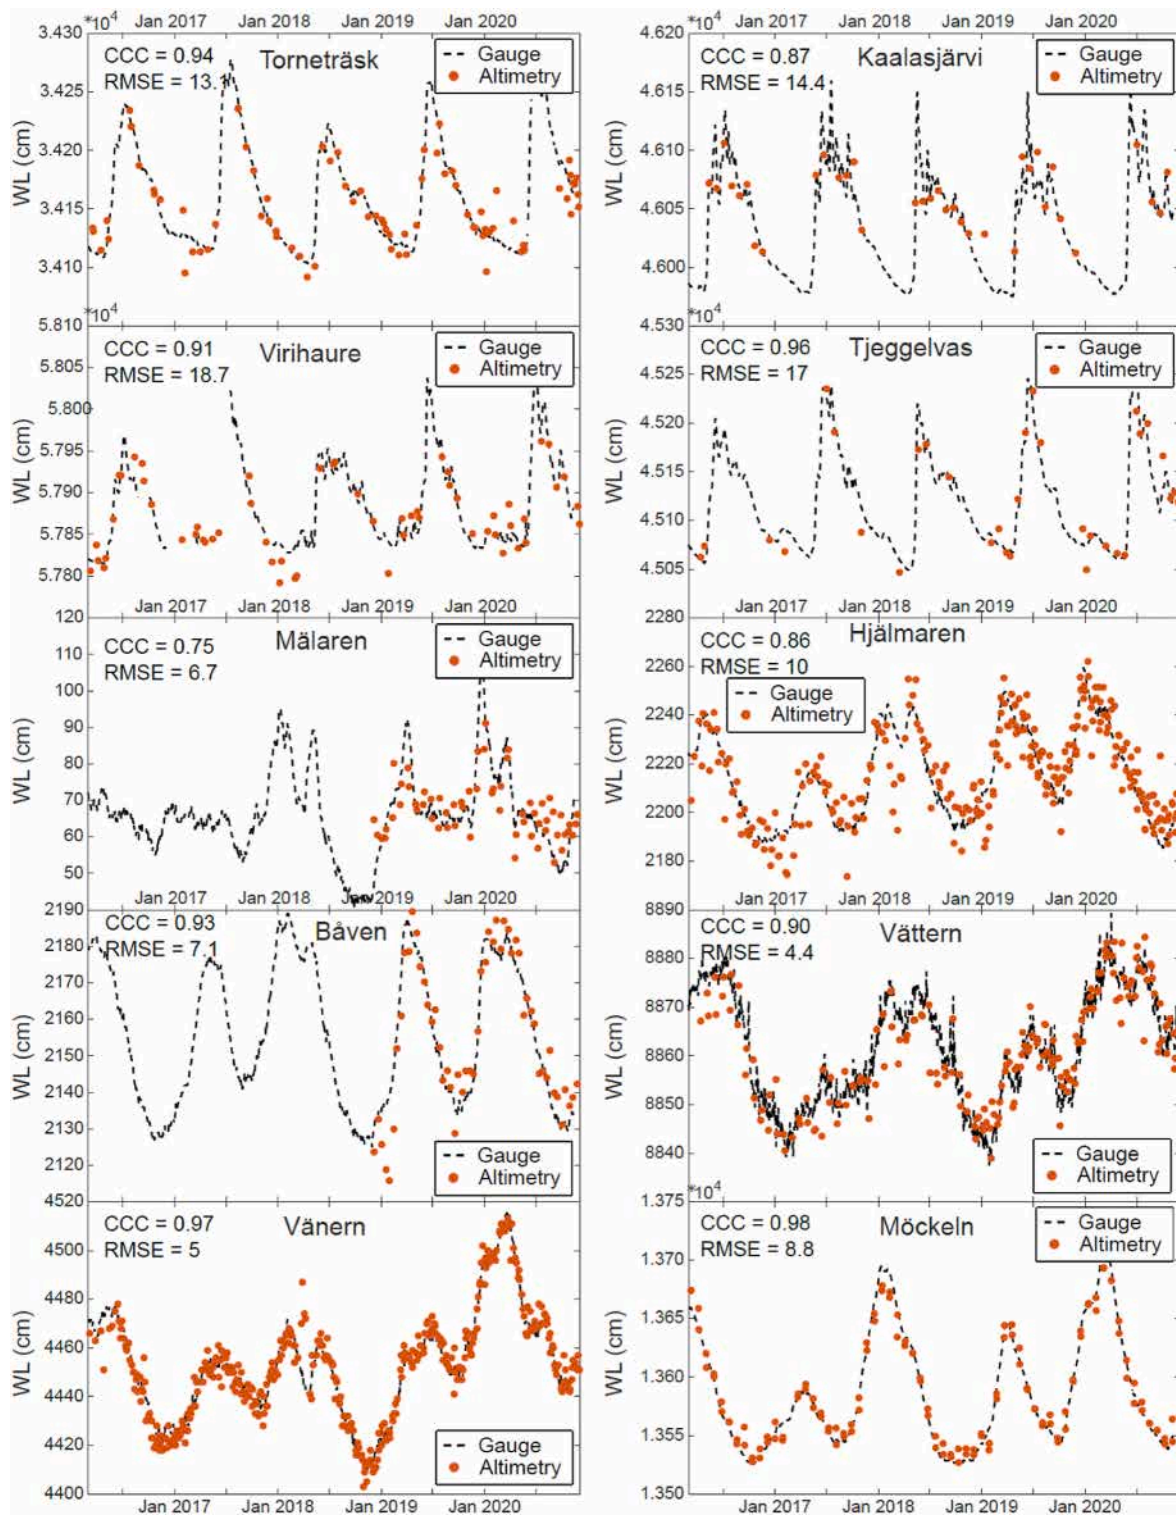 Jan 2017 Jan 2018 Jan 2019 Jan 2020
Jan 2017 Jan 2018 Jan 2019 Jan 2020
*10⁴
3.430
3.425
3.420
3.415
3.410
WL (cm)
CCC = 0.94
RMSE = 13.1
Torneträsk
Gauge
Altimetry
*10⁴
4.620
4.615
4.610
4.605
4.600
WL (cm)
CCC = 0.87
RMSE = 14.4
Kaalasjärvi
Gauge
Altimetry
*10⁴
5.810
5.805
5.800
5.795
5.790
5.785
5.780
WL (cm)
CCC = 0.91
RMSE = 18.7
Virihaure
Gauge
Altimetry
Jan 2017 Jan 2018 Jan 2019 Jan 2020
*10⁴
4.530
4.525
4.520
4.515
4.510
4.505
WL (cm)
CCC = 0.96
RMSE = 17
Tjeggelvas
Gauge
Altimetry
Jan 2017 Jan 2018 Jan 2019 Jan 2020
120
110
100
90
80
70
60
50
WL (cm)
CCC = 0.75
RMSE = 6.7
Mälaren
Gauge
Altimetry
Jan 2017 Jan 2018 Jan 2019 Jan 2020
2280
2260
2240
2220
2200
2180
WL (cm)
CCC = 0.86
RMSE = 10
Hjälmaren
Gauge
Altimetry
Jan 2017 Jan 2018 Jan 2019 Jan 2020
2190
2180
2170
2160
2150
2140
2130
2120
WL (cm)
CCC = 0.93
RMSE = 7.1
Båven
Gauge
Altimetry
8890
8880
8870
8860
8850
8840
WL (cm)
CCC = 0.90
RMSE = 4.4
Vättern
Gauge
Altimetry
4520
4500
4480
4460
4440
4420
4400
WL (cm)
CCC = 0.97
RMSE = 5
Vänern
Gauge
Altimetry
Jan 2017 Jan 2018 Jan 2019 Jan 2020
*10⁴
1.375
1.370
1.365
1.360
1.355
1.350
WL (cm)
CCC = 0.98
RMSE = 8.8
Möckeln
Gauge
Altimetry
Jan 2017 Jan 2018 Jan 2019 Jan 2020